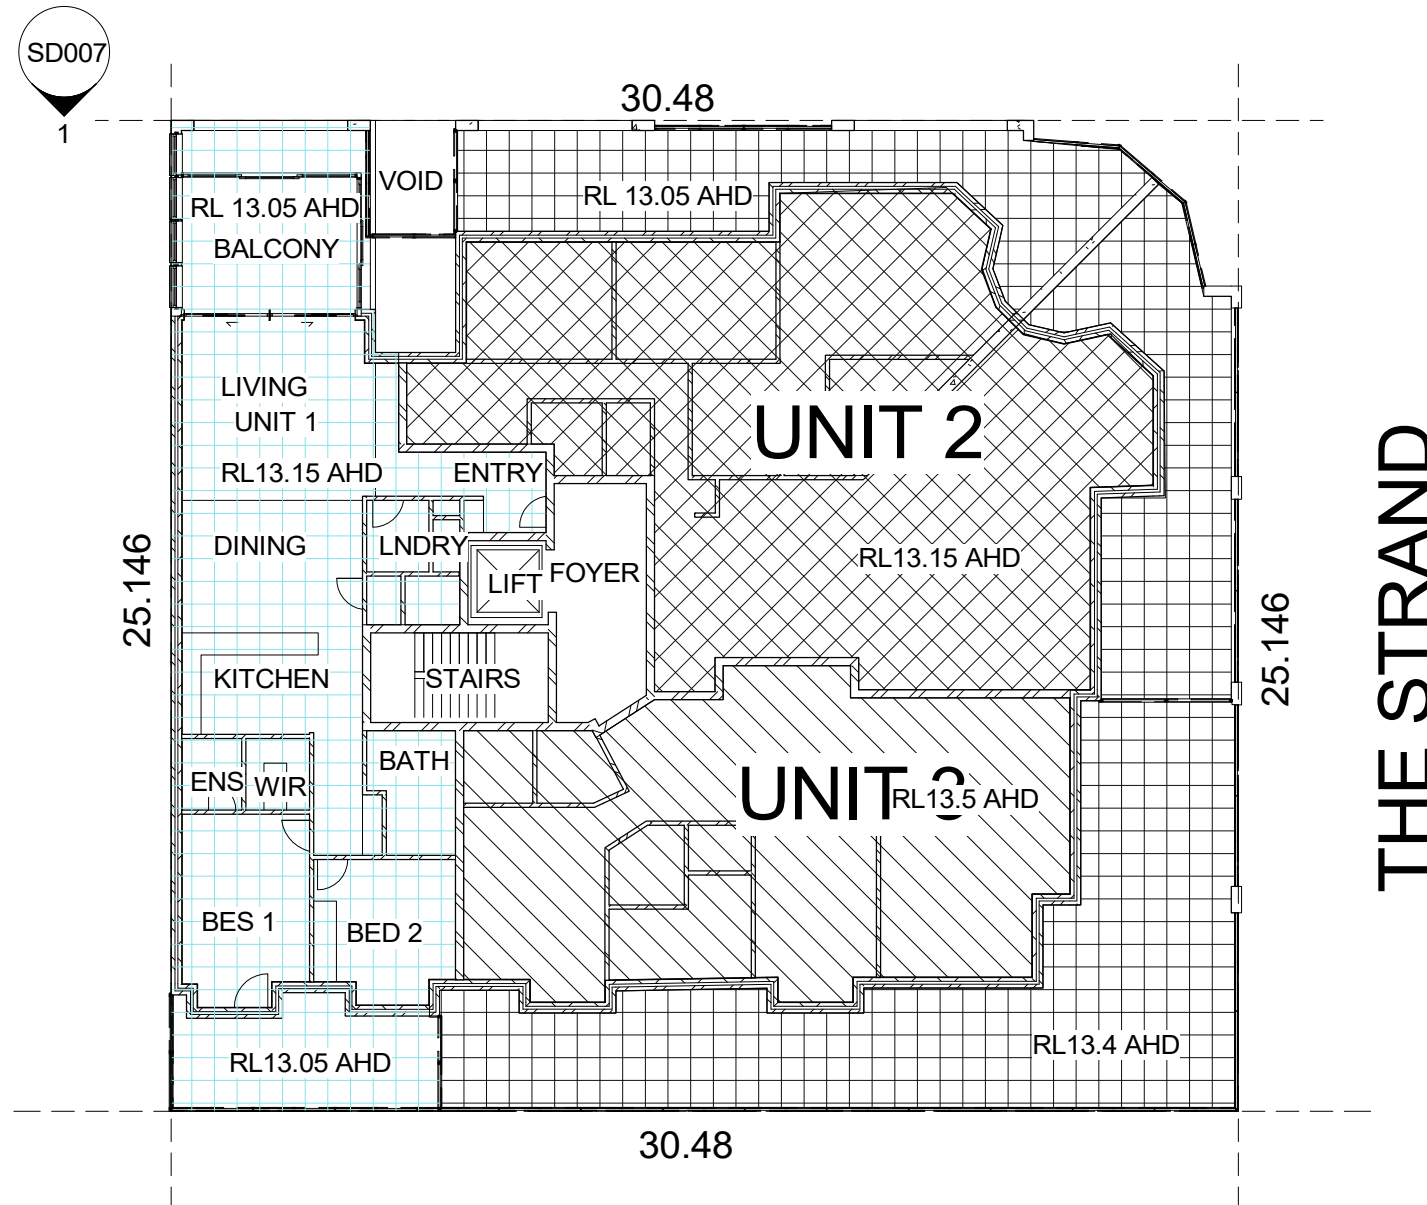 SD007
1
30.48
VOID
RL 13.05 AHD
RL 13.05 AHD
BALCONY
LIVING
UNIT 1
UNIT 2
RL13.15 AHD
ENTRY
DINING
LNDRY
LIFT
FOYER
RL13.15 AHD
25.146
25.146
THE STRAND
KITCHEN
STAIRS
BATH
ENS
WIR
UNIT 3
RL13.5 AHD
BES 1
BED 2
RL13.05 AHD
RL13.4 AHD
30.48